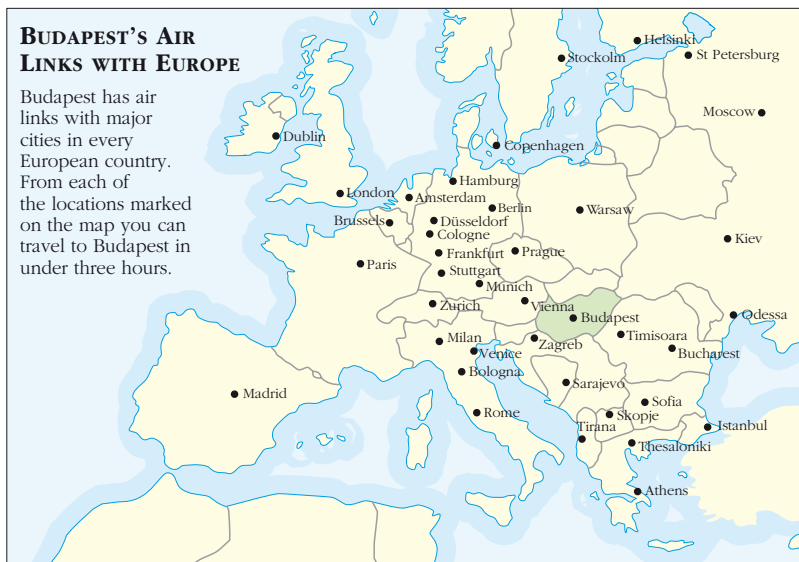 BUDAPEST'S AIR
LINKS WITH EUROPE
Budapest has air
links with major
cities in every
European country.
From each of
the locations marked
on the map you can
travel to Budapest in
under three hours.
Helsinki
Stockolm
St Petersburg
Moscow
Dublin
Copenhagen
Hamburg
London
Amsterdam
Berlin
Warsaw
Brussels
Düsseldorf
Cologne
Kiev
Frankfurt
Prague
Paris
Stuttgart
Munich
Zurich
Vienna
Budapest
Odessa
Milan
Zagreb
Timisoara
Venice
Bucharest
Bologna
Sarajevo
Madrid
Sofia
Rome
Skopje
Tirana
Istanbul
Thesaloniki
Athens